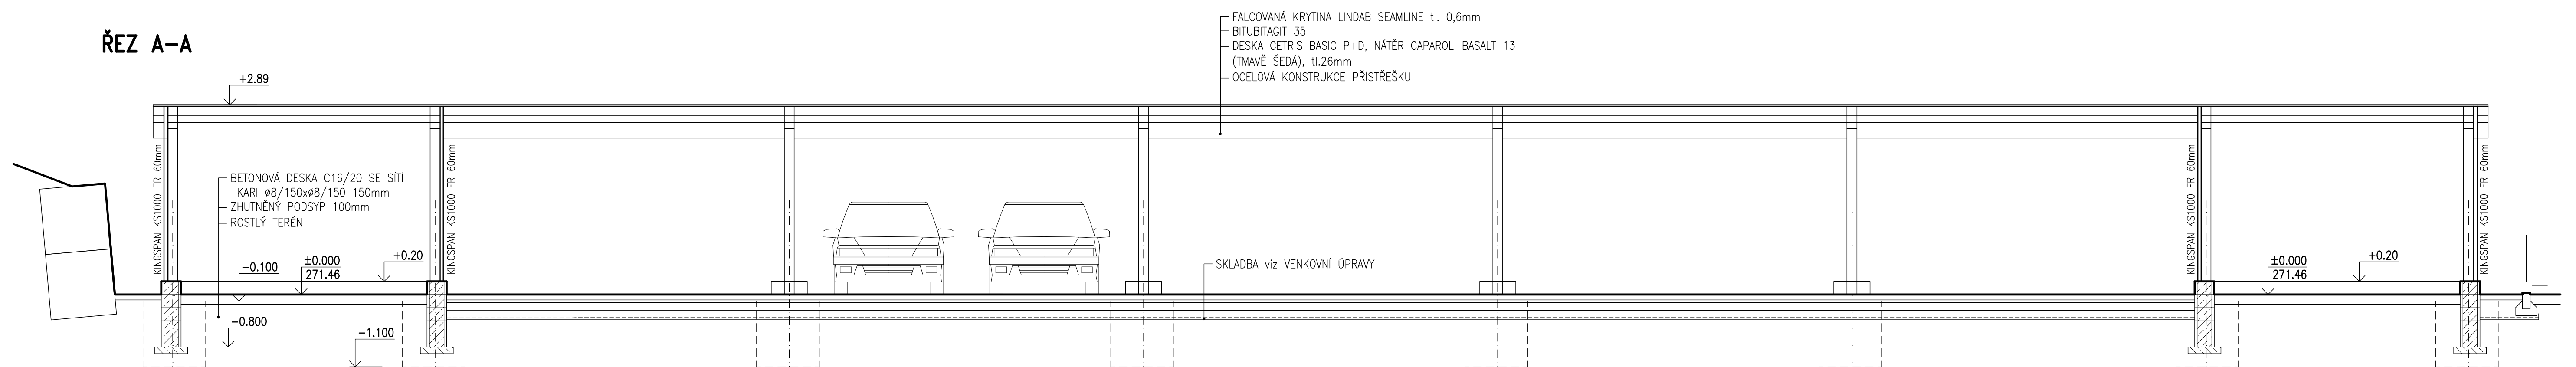 ŘEZ A–A
FALCOVANÁ KRYTINA LINDAB SEAMLINE tl. 0,6mm
BITUBITAGIT 35
DESKA CETRIS BASIC P+D, NÁTĚR CAPAROL–BASALT 13
(TMAVĚ ŠEDÁ), tl.26mm
OCELOVÁ KONSTRUKCE PŘÍSTŘEŠKU
+2.89
KINGSPAN KS1000 FR 60mm
BETONOVÁ DESKA C16/20 SE SÍTÍ
KARI ø8/150xø8/150 150mm
ZHUTNĚNÝ PODSYP 100mm
ROSTLÝ TERÉN
KINGSPAN KS1000 FR 60mm
KINGSPAN KS1000 FR 60mm
KINGSPAN KS1000 FR 60mm
−0.100
±0.000
271.46
+0.20
SKLADBA viz VENKOVNÍ ÚPRAVY
±0.000
271.46
+0.20
−0.800
−1.100